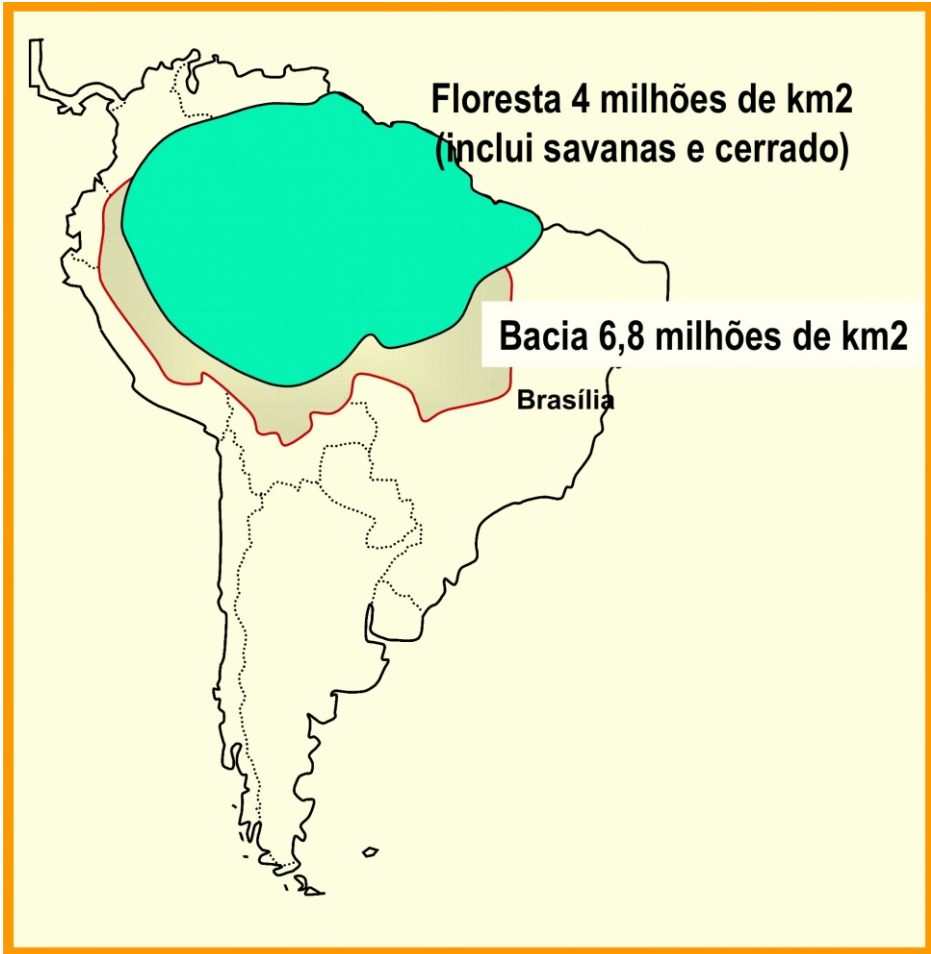 Floresta 4 milhões de km2
(inclui savanas e cerrado)
Bacia 6,8 milhões de km2
Brasília